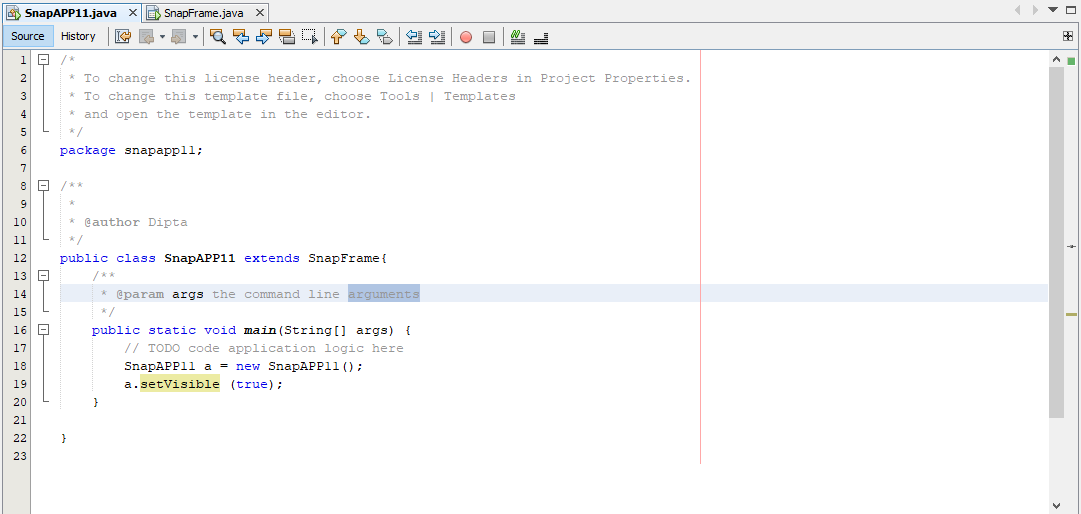 SnapAPP11.java SnapFrame.java
Source History
1 /*
2  * To change this license header, choose License Headers in Project Properties.
3  * To change this template file, choose Tools | Templates
4  * and open the template in the editor.
5  */
6 package snapapp11;
7
8 /**
9  *
10  * @author Dipta
11  */
12 public class SnapAPP11 extends SnapFrame{
13     /**
14      * @param args the command line arguments
15      */
16     public static void main(String[] args) {
17         // TODO code application logic here
18         SnapAPP11 a = new SnapAPP11();
19         a.setVisible (true);
20     }
21
22 }
23